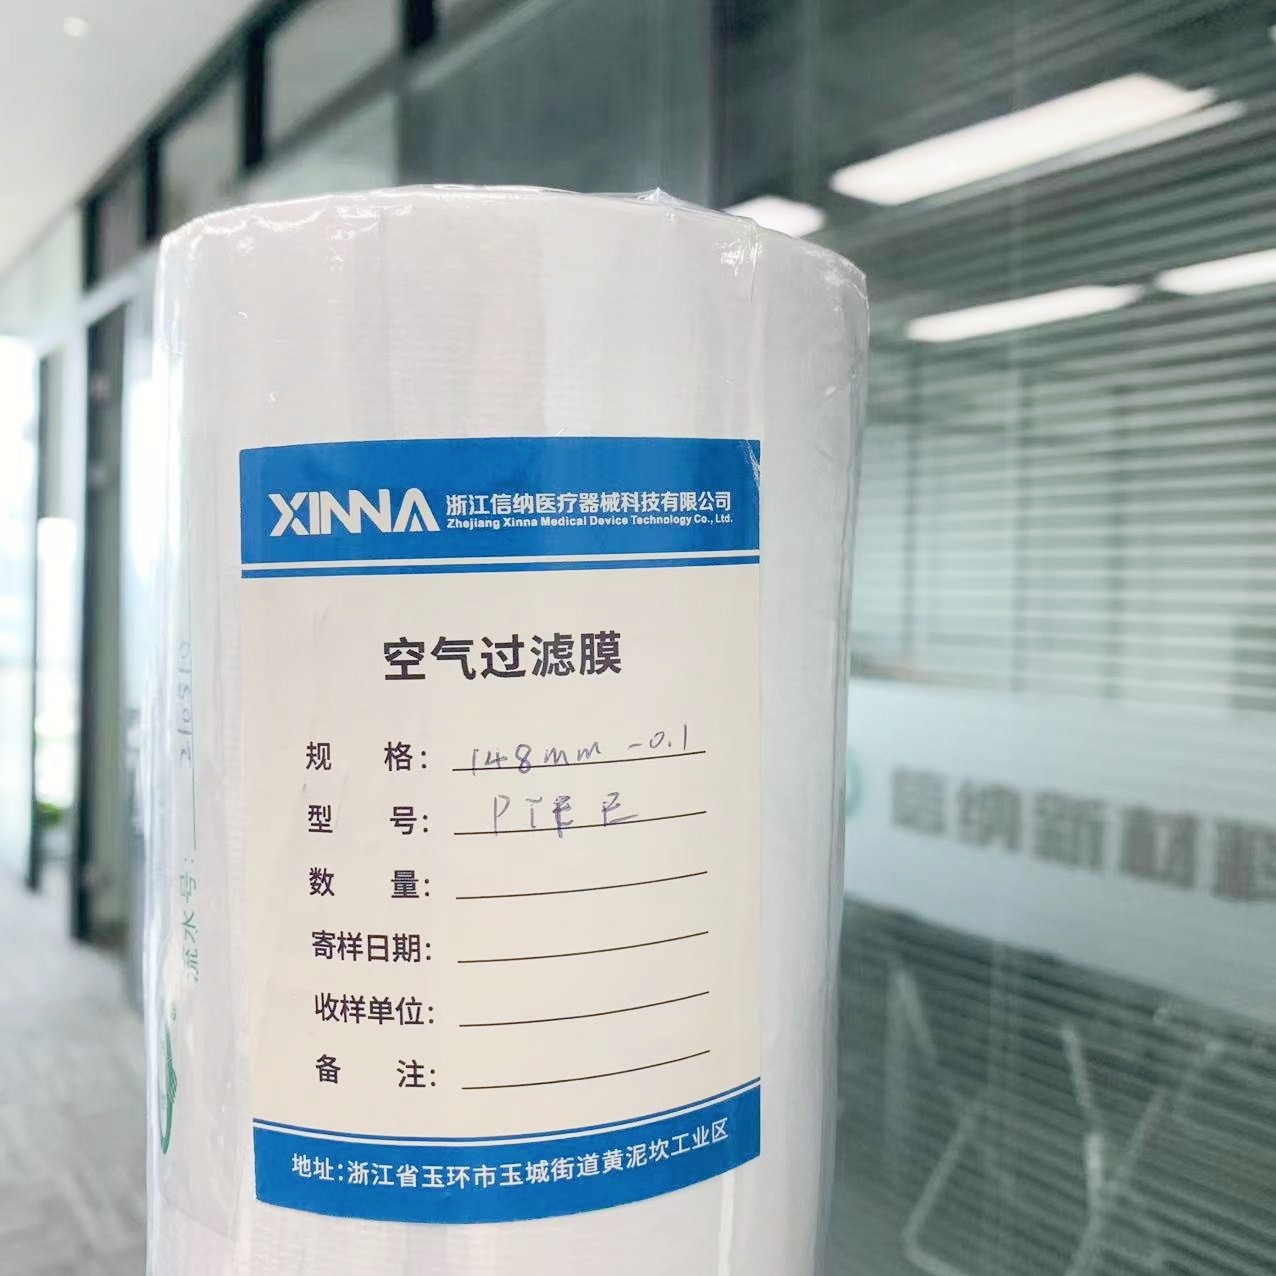 XINNA 浙江信纳医疗器械科技有限公司
Zhejiang Xinna Medical Device Technology Co., Ltd.
空气过滤膜
规 格: 148mm -0.1
型 号: PTFE
数 量:
寄样日期:
收样单位:
备 注:
地址:浙江省玉环市玉城街道黄泥坎工业区
流水号:
信纳新材料